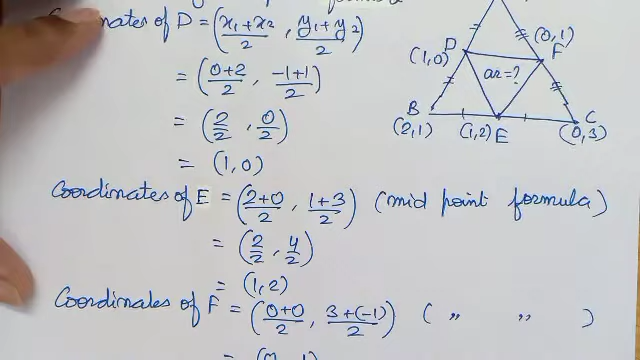 Coordinates of D = (x₁+x₂/2 , y₁+y₂/2)
= (0+2/2 , -1+1/2)
= (2/2 , 0/2)
= (1,0)
(0,1)
D
F
(1,0)
ar=?
B
C
(2,1)
(1,2)
E
(0,3)
Coordinates of E = (2+0/2 , 1+3/2) (mid point formula)
= (2/2 , 4/2)
= (1,2)
Coordinates of F = (0+0/2 , 3+(-1)/2) ( " " )